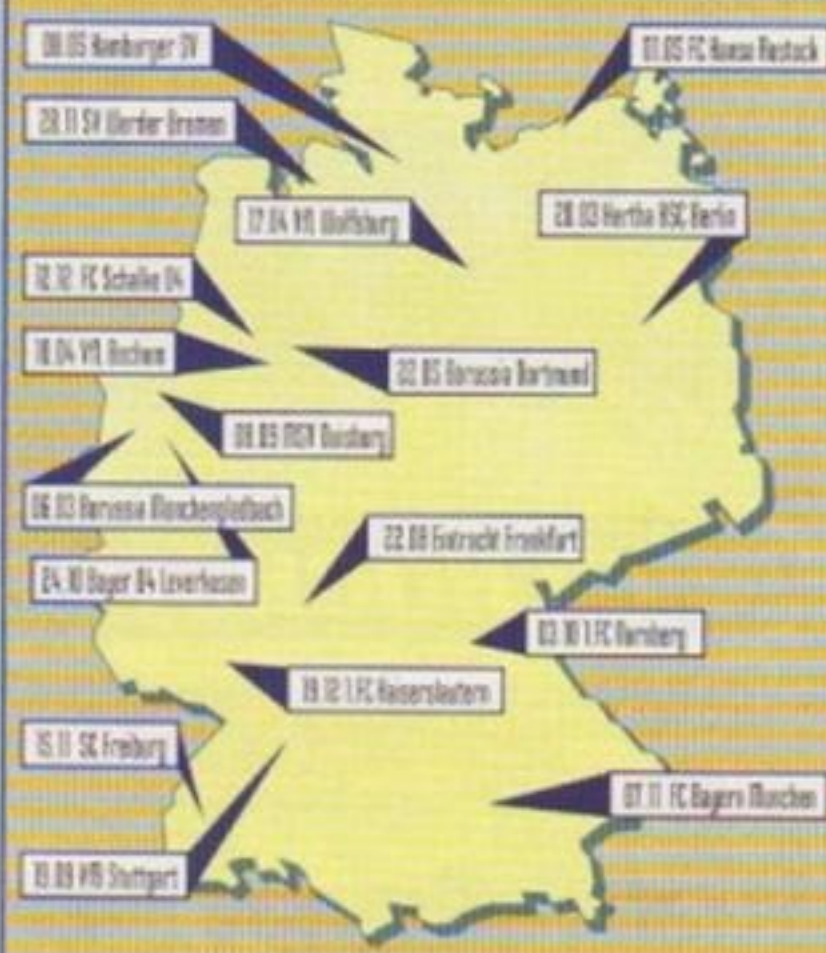 08.05 Hamburger SV
01.05 FC Hansa Rostock
28.11 SV Werder Bremen
17.04 VfL Wolfsburg
20.03 Hertha BSC Berlin
12.12 FC Schalke 04
18.04 VfL Bochum
22.05 Borussia Dortmund
09.09 MSV Duisburg
06.03 Borussia Mönchengladbach
22.08 Eintracht Frankfurt
24.10 Bayer 04 Leverkusen
03.10 1.FC Nürnberg
19.12 1.FC Kaiserslautern
15.11 SC Freiburg
07.11 FC Bayern München
19.09 VfB Stuttgart